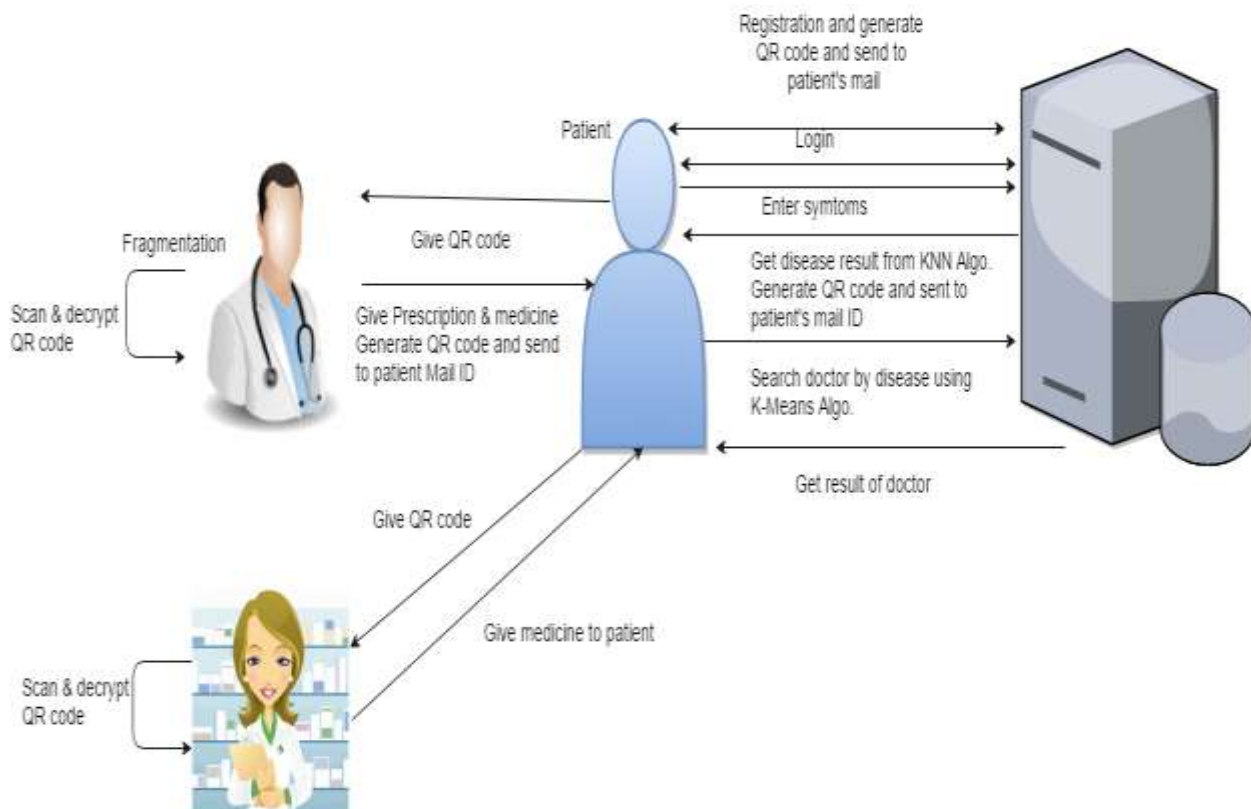 Registration and generate
QR code and send to
patient's mail
Patient
Login
Enter symtoms
Give QR code
Fragmentation
Scan & decrypt
QR code
Get disease result from KNN Algo.
Generate QR code and sent to
patient's mail ID
Give Prescription & medicine
Generate QR code and send
to patient Mail ID
Search doctor by disease using
K-Means Algo.
Get result of doctor
Give QR code
Give medicine to patient
Scan & decrypt
QR code